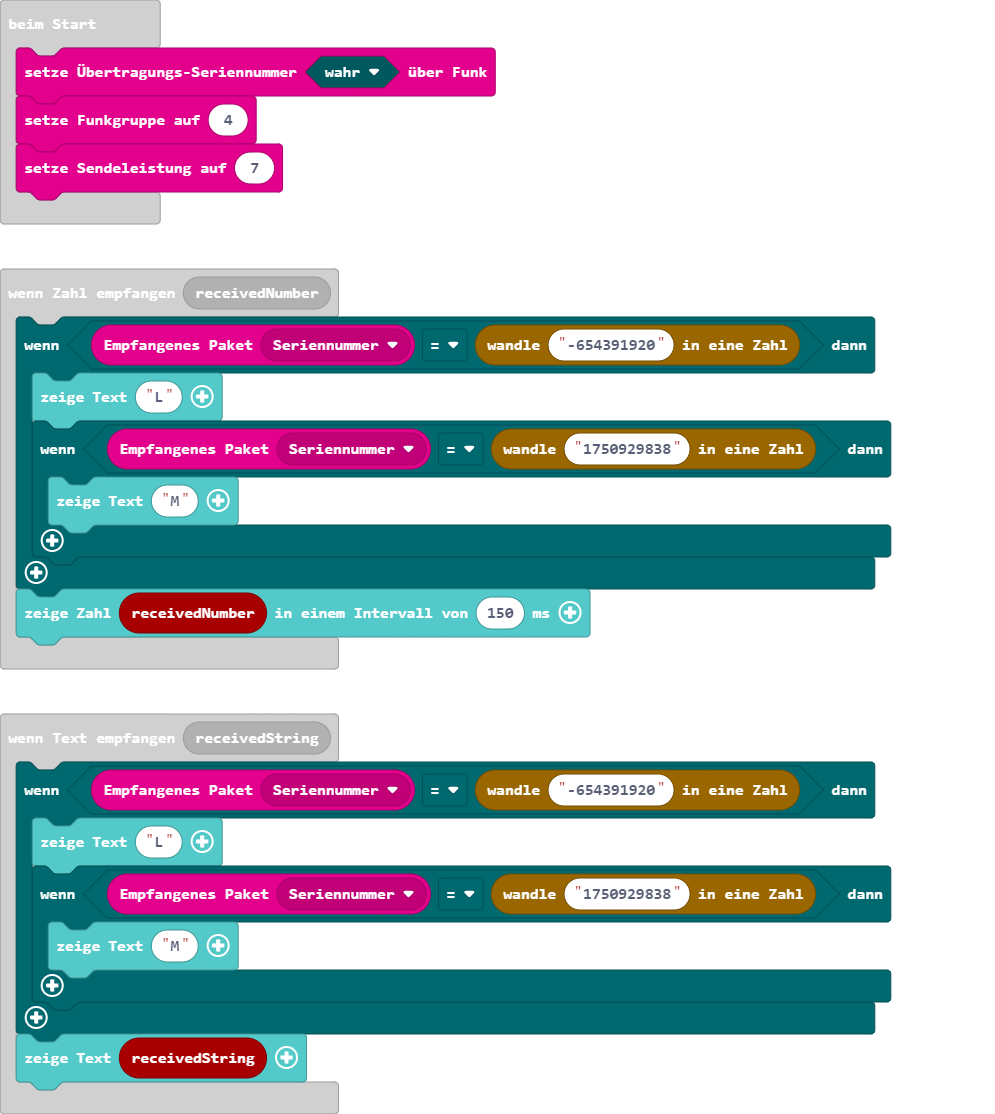 beim Start
setze Übertragungs-Seriennummer wahr über Funk
setze Funkgruppe auf 4
setze Sendeleistung auf 7
wenn Zahl empfangen receivedNumber
wenn Empfangenes Paket Seriennummer = wandle "-654391920" in eine Zahl dann
zeige Text "L"
wenn Empfangenes Paket Seriennummer = wandle "1750929838" in eine Zahl dann
zeige Text "M"
zeige Zahl receivedNumber in einem Intervall von 150 ms
wenn Text empfangen receivedString
wenn Empfangenes Paket Seriennummer = wandle "-654391920" in eine Zahl dann
zeige Text "L"
wenn Empfangenes Paket Seriennummer = wandle "1750929838" in eine Zahl dann
zeige Text "M"
zeige Text receivedString